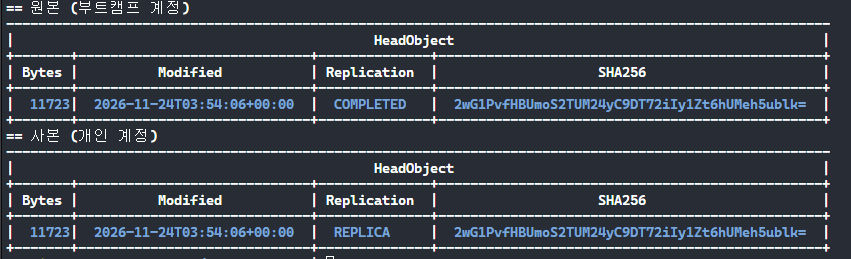 == 원본 (부트캠프 계정)
HeadObject
Bytes | Modified | Replication | SHA256
11723 | 2026-11-24T03:54:06+00:00 | COMPLETED | 2wG1PvfHBUmoS2TUM24yC9DT72iIy1Zt6hUMeh5ublk=
== 사본 (개인 계정)
HeadObject
Bytes | Modified | Replication | SHA256
11723 | 2026-11-24T03:54:06+00:00 | REPLICA | 2wG1PvfHBUmoS2TUM24yC9DT72iIy1Zt6hUMeh5ublk=